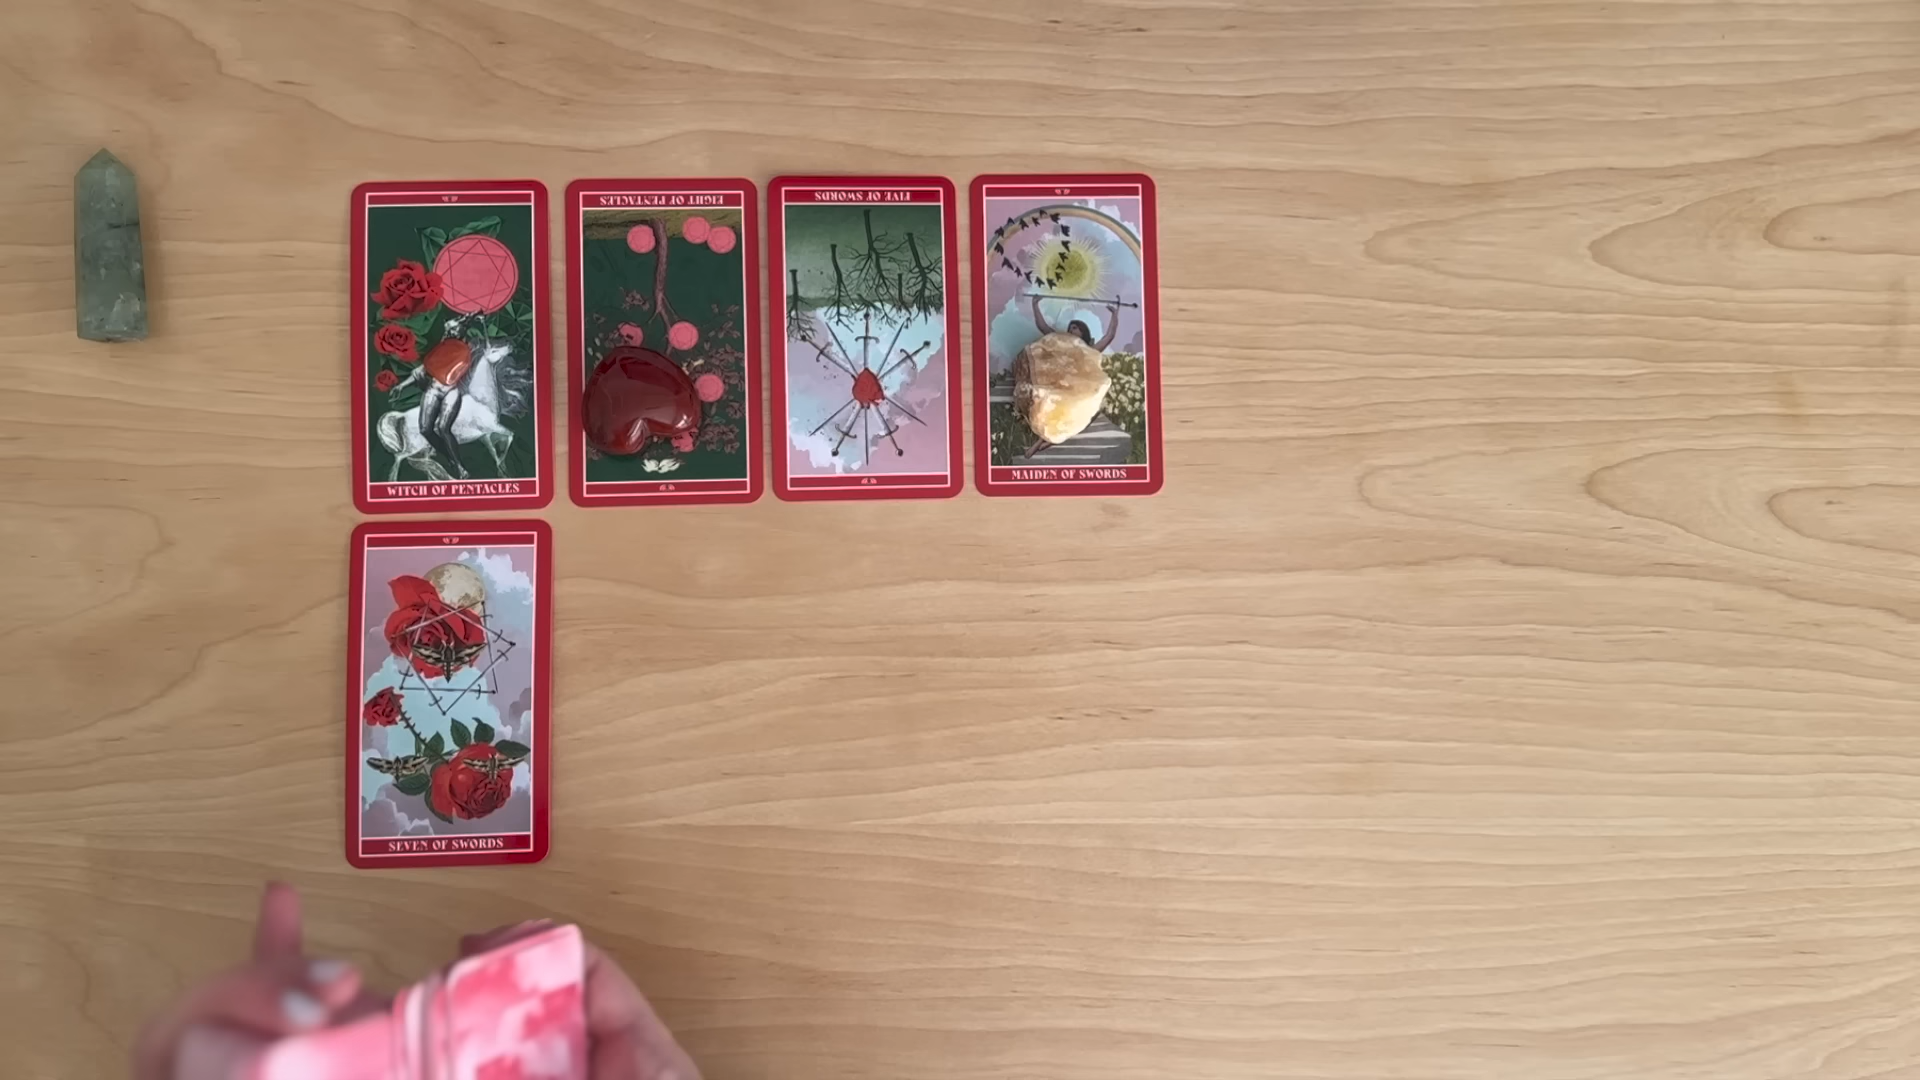 WITCH OF PENTACLES
EIGHT OF PENTACLES
FIVE OF SWORDS
MAIDEN OF SWORDS
SEVEN OF SWORDS